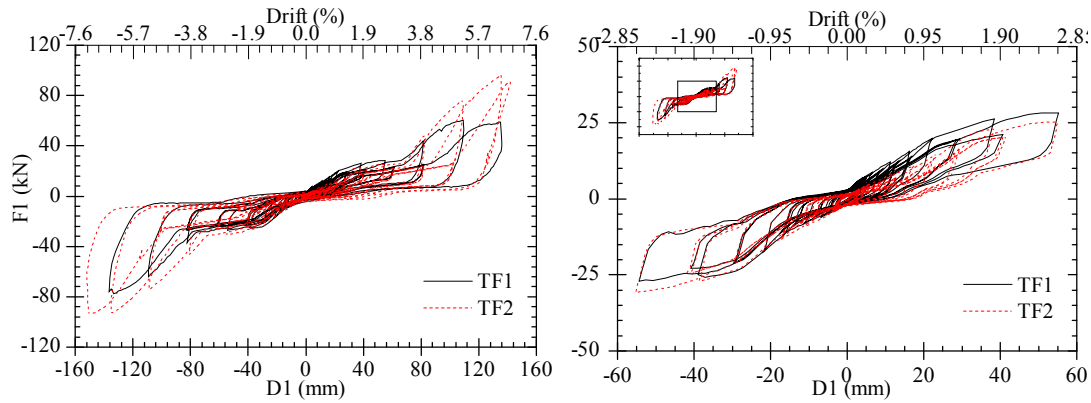 Drift (%)
-7.6 -5.7 -3.8 -1.9 0.0 1.9 3.8 5.7 7.6
120
80
40
0
-40
-80
-120
F1 (kN)
TF1
TF2
-160 -120 -80 -40 0 40 80 120 160
D1 (mm)
Drift (%)
-2.85 -1.90 -0.95 0.00 0.95 1.90 2.85
50
25
0
-25
-50
TF1
TF2
-60 -40 -20 0 20 40 60
D1 (mm)